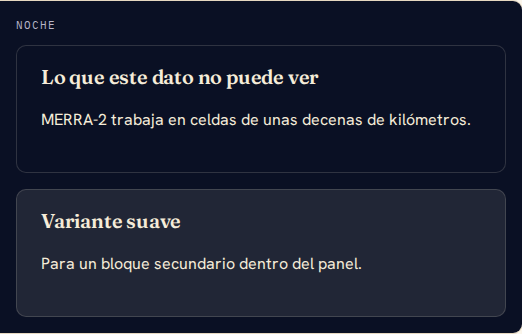 NOCHE
Lo que este dato no puede ver
MERRA-2 trabaja en celdas de unas decenas de kilómetros.
Variante suave
Para un bloque secundario dentro del panel.